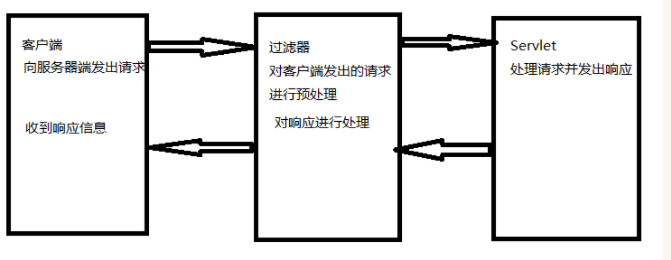 客户端
向服务器端发出请求
收到响应信息
过滤器
对客户端发出的请求
进行预处理
对响应进行处理
Servlet
处理请求并发出响应